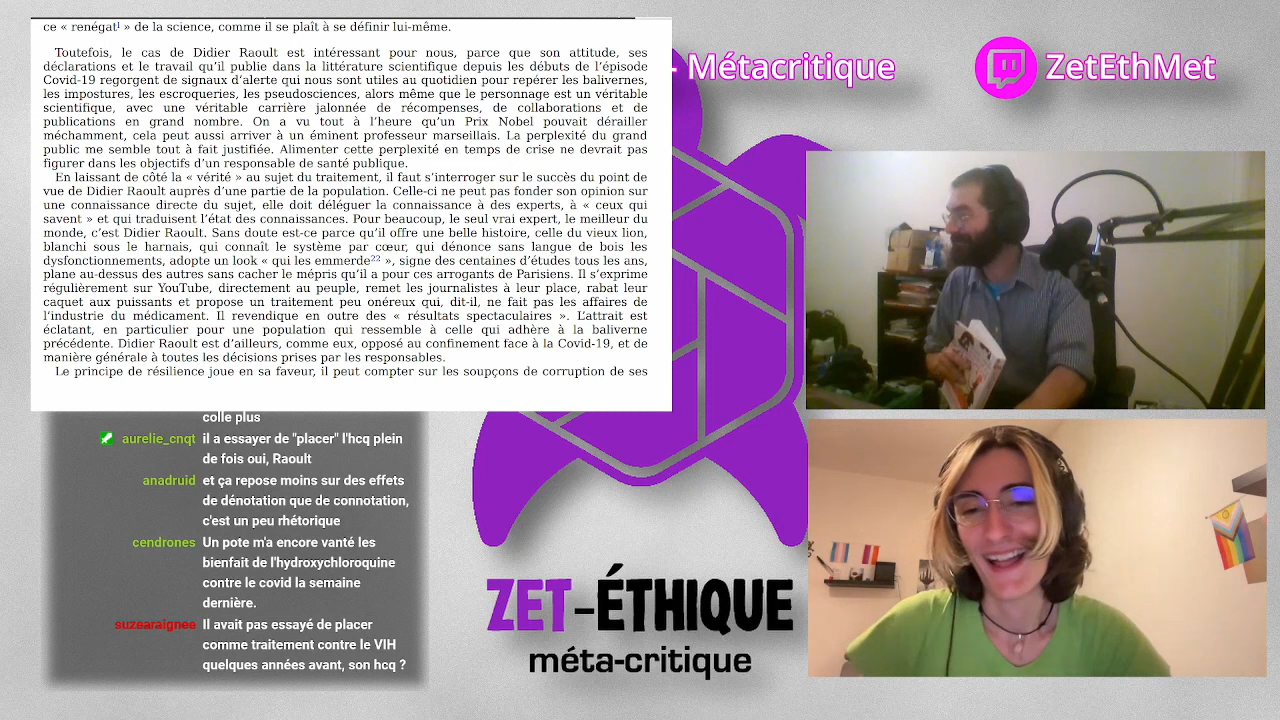 ce « renégat¹ » de la science, comme il se plaît à se définir lui-même.
Toutefois, le cas de Didier Raoult est intéressant pour nous, parce que son attitude, ses
déclarations et le travail qu’il publie dans la littérature scientifique depuis les débuts de l’épisode
Covid-19 regorgent de signaux d’alerte qui nous sont utiles au quotidien pour repérer les balivernes,
les impostures, les escroqueries, les pseudosciences, alors même que le personnage est un véritable
scientifique, avec une véritable carrière jalonnée de récompenses, de collaborations et de
publications en grand nombre. On a vu tout à l’heure qu’un Prix Nobel pouvait dérailler
méchamment, cela peut aussi arriver à un éminent professeur marseillais. La perplexité du grand
public me semble tout à fait justifiée. Alimenter cette perplexité en temps de crise ne devrait pas
figurer dans les objectifs d’un responsable de santé publique.
En laissant de côté la « vérité » au sujet du traitement, il faut s’interroger sur le succès du point de
vue de Didier Raoult auprès d’une partie de la population. Celle-ci ne peut pas fonder son opinion sur
une connaissance directe du sujet, elle doit déléguer la connaissance à des experts, à « ceux qui
savent » et qui traduisent l’état des connaissances. Pour beaucoup, le seul vrai expert, le meilleur du
monde, c’est Didier Raoult. Sans doute est-ce parce qu’il offre une belle histoire, celle du vieux lion,
blanchi sous le harnais, qui connaît le système par cœur, qui dénonce sans langue de bois les
dysfonctionnements, adopte un look « qui les emmerde²² », signe des centaines d’études tous les ans,
plane au-dessus des autres sans cacher le mépris qu’il a pour ces arrogants de Parisiens. Il s’exprime
régulièrement sur YouTube, directement au peuple, remet les journalistes à leur place, rabat leur
caquet aux puissants et propose un traitement peu onéreux qui, dit-il, ne fait pas les affaires de
l’industrie du médicament. Il revendique en outre des « résultats spectaculaires ». L’attrait est
éclatant, en particulier pour une population qui ressemble à celle qui adhère à la baliverne
précédente. Didier Raoult est d’ailleurs, comme eux, opposé au confinement face à la Covid-19, et de
manière générale à toutes les décisions prises par les responsables.
Le principe de résilience joue en sa faveur, il peut compter sur les soupçons de corruption de ses
- Métacritique
ZetEthMet
colle plus
aurelie_cnqt il a essayer de "placer" l'hcq plein
de fois oui, Raoult
anadruid et ça repose moins sur des effets
de dénotation que de connotation,
c'est un peu rhétorique
cendrones Un pote m'a encore vanté les
bienfait de l'hydroxychloroquine
contre le covid la semaine
dernière.
suzearaignee Il avait pas essayé de placer
comme traitement contre le VIH
quelques années avant, son hcq ?
ZET-ÉTHIQUE
méta-critique